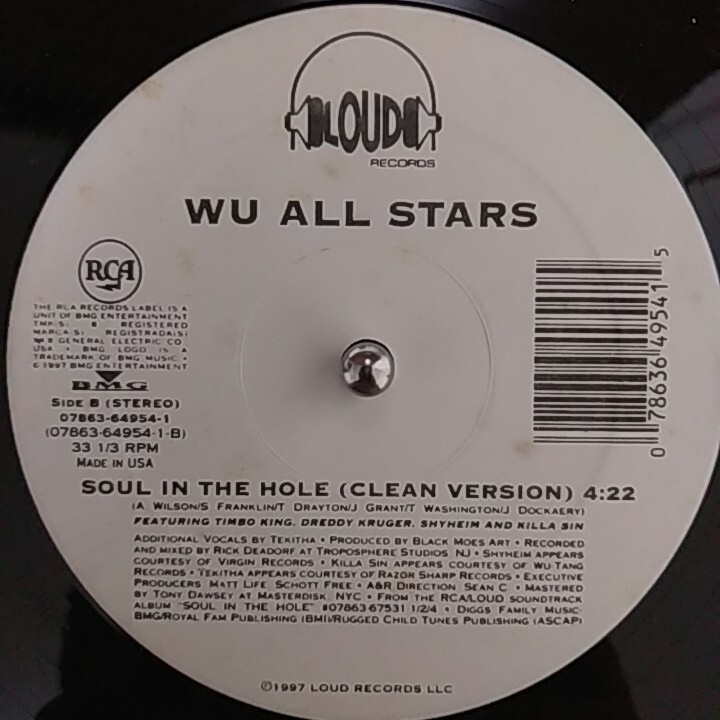 LOUD
RECORDS
WU ALL STARS
RCA
THE RCA RECORDS LABEL IS A
UNIT OF BMG ENTERTAINMENT
TMK(S) ® REGISTERED
MARCA(S) REGISTRADA(S)
® GENERAL ELECTRIC CO.
USA • BMG LOGO IS A
TRADEMARK OF BMG MUSIC •
© 1997 BMG ENTERTAINMENT
BMG
SIDE B (STEREO)
07863-64954-1
(07863-64954-1-B)
33 1/3 RPM
MADE IN USA
0 78636 49541 5
SOUL IN THE HOLE (CLEAN VERSION) 4:22
(A WILSON/S FRANKLIN/T DRAYTON/J GRANT/T WASHINGTON/J DOCKAERY)
FEATURING TIMBO KING, DREDDY KRUGER, SHYHEIM AND KILLA SIN
ADDITIONAL VOCALS BY TEKITHA • PRODUCED BY BLACK MOES ART • RECORDED
AND MIXED BY RICK DEADORF AT TROPOSPHERE STUDIOS, NJ • SHYHEIM APPEARS
COURTESY OF VIRGIN RECORDS • KILLA SIN APPEARS COURTESY OF WU TANG
RECORDS • TEKITHA APPEARS COURTESY OF RAZOR SHARP RECORDS • EXECUTIVE
PRODUCERS: MATT LIFE, SCHOTT FREE • A&R DIRECTION: SEAN C • MASTERED
BY TONY DAWSEY AT MASTERDISK, NYC • FROM THE RCA/LOUD SOUNDTRACK
ALBUM "SOUL IN THE HOLE" #07863-67531-1/2/4 • DIGGS FAMILY MUSIC-
BMG/ROYAL FAM PUBLISHING (BMI)/RUGGED CHILD TUNES PUBLISHING (ASCAP)
℗1997 LOUD RECORDS LLC